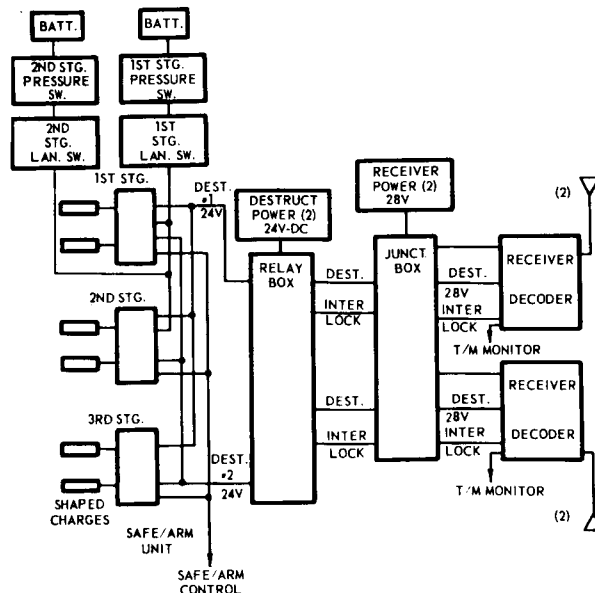 BATT.
BATT.
2ND STG.
PRESSURE
SW.
1ST STG.
PRESSURE
SW.
2ND
STG.
LAN. SW.
1ST
STG.
LAN. SW.
1ST STG.
DEST.
#1
24V
DESTRUCT
POWER (2)
24V-DC
RECEIVER
POWER (2)
28V
(2)
RELAY
BOX
JUNCT.
BOX
DEST.
INTER
LOCK
DEST.
28V
INTER
LOCK
RECEIVER
DECODER
T/M MONITOR
2ND STG.
DEST.
INTER
LOCK
DEST.
28V
INTER
LOCK
RECEIVER
DECODER
T/M MONITOR
(2)
3RD STG.
DEST.
#2
24V
SHAPED
CHARGES
SAFE/ARM
UNIT
SAFE/ARM
CONTROL